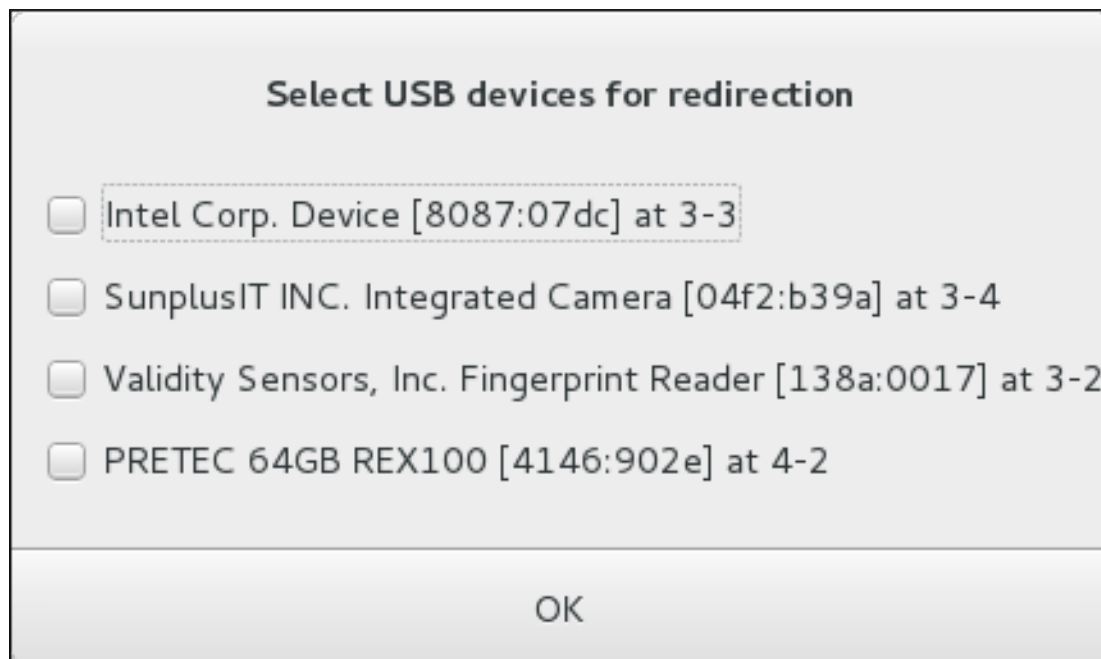 Select USB devices for redirection
Intel Corp. Device [8087:07dc] at 3-3
SunplusIT INC. Integrated Camera [04f2:b39a] at 3-4
Validity Sensors, Inc. Fingerprint Reader [138a:0017] at 3-2
PRETEC 64GB REX100 [4146:902e] at 4-2
OK